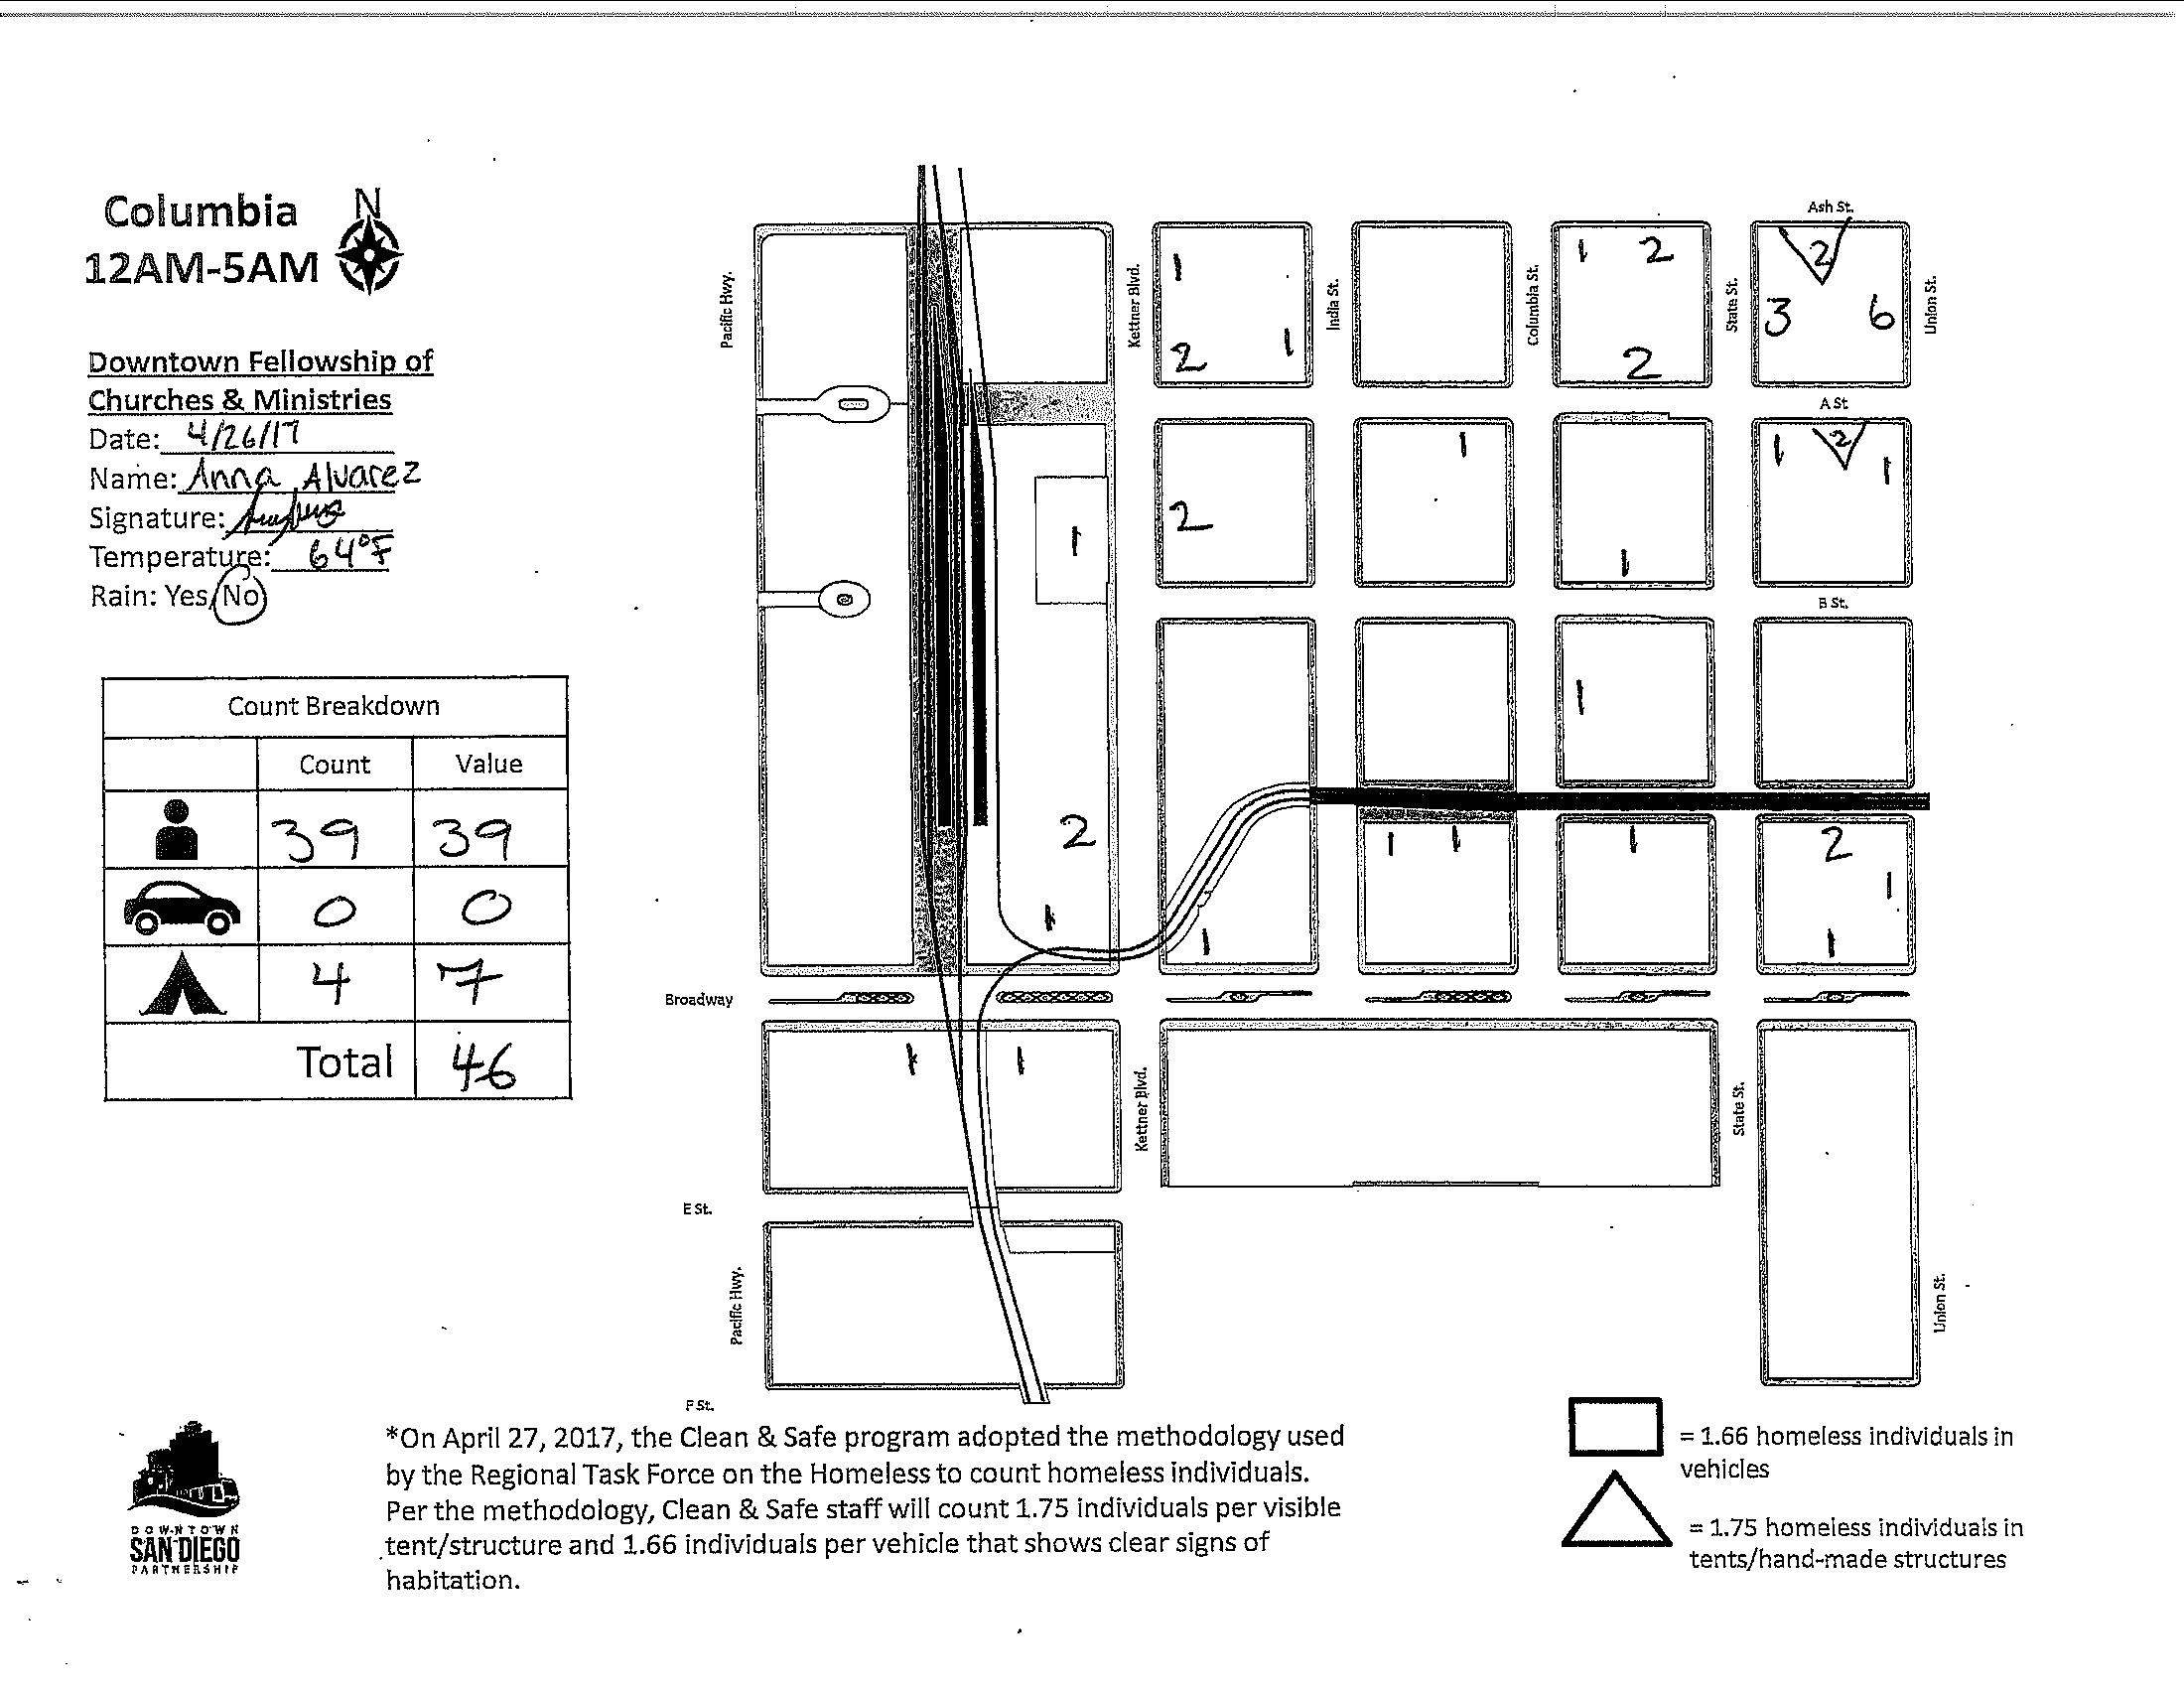 Columbia
N
12AM-5AM
Downtown Fellowship of
Churches & Ministries
Date: 4/26/17
Name: Anna Alvarez
Signature:
Temperature: 64°F
Rain: Yes/No
Count Breakdown
Count Value
39 39
0 0
4 7
Total 46
Ash St.
Pacific Hwy.
Kettner Blvd.
India St.
Columbia St.
State St.
Union St.
1 1 2 2
2 1 2 3 6
A St
1 1 2 1
1 2 1
B St.
1
2 1 1 1 2
1
1 1 1
Broadway
1 1
Kettner Blvd.
State St.
E St.
Pacific Hwy.
Union St.
F St.
*On April 27, 2017, the Clean & Safe program adopted the methodology used
by the Regional Task Force on the Homeless to count homeless individuals.
Per the methodology, Clean & Safe staff will count 1.75 individuals per visible
tent/structure and 1.66 individuals per vehicle that shows clear signs of
habitation.
= 1.66 homeless individuals in
vehicles
= 1.75 homeless individuals in
tents/hand-made structures
DOWNTOWN
SAN DIEGO
PARTNERSHIP